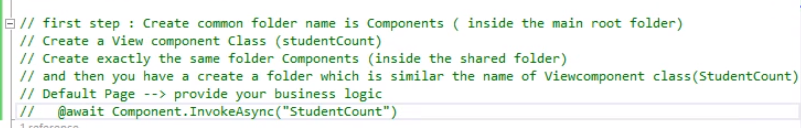 // first step : Create common folder name is Components ( inside the main root folder)
// Create a View component Class (studentCount)
// Create exactly the same folder Components (inside the shared folder)
// and then you have a create a folder which is similar the name of Viewcomponent class(StudentCount)
// Default Page --> provide your business logic
//   @await Component.InvokeAsync("StudentCount")
1 reference